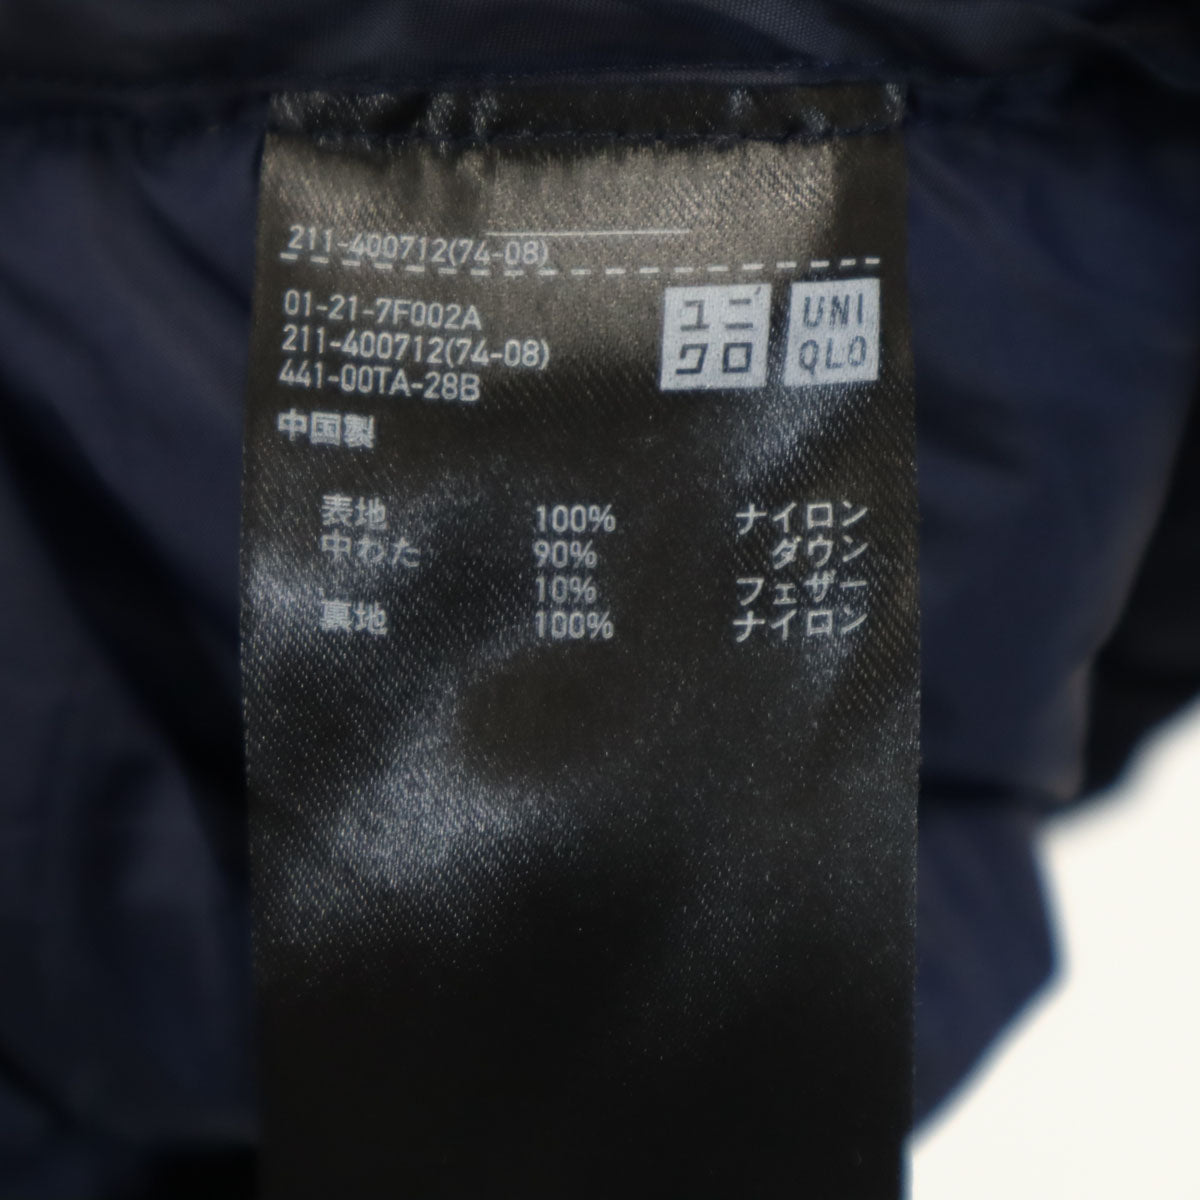 211-400712(74-08)
01-21-7F002A
211-400712(74-08)
441-00TA-28B
ユニ
クロ
UNI
QLO
中国製
表地 100% ナイロン
中わた 90% ダウン
10% フェザー
裏地 100% ナイロン